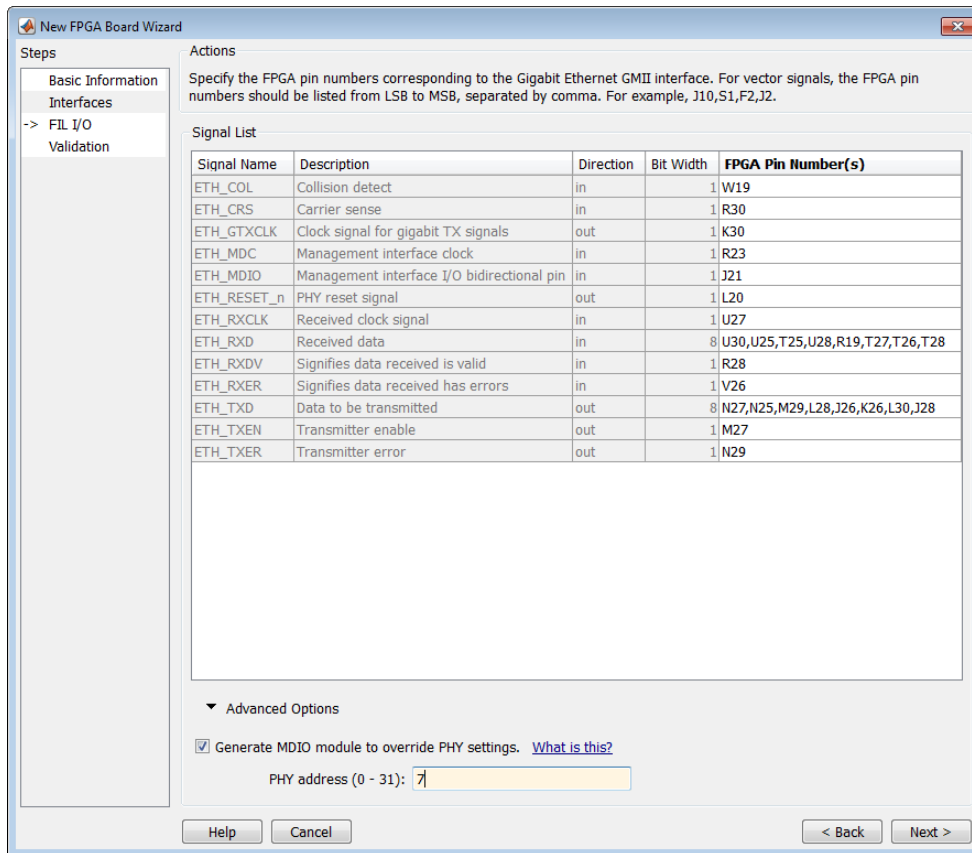 New FPGA Board Wizard
Steps
Basic Information
Interfaces
-> FIL I/O
Validation
Actions
Specify the FPGA pin numbers corresponding to the Gigabit Ethernet GMII interface. For vector signals, the FPGA pin
numbers should be listed from LSB to MSB, separated by comma. For example, J10,S1,F2,J2.
Signal List
Signal Name Description Direction Bit Width FPGA Pin Number(s)
ETH_COL Collision detect in 1 W19
ETH_CRS Carrier sense in 1 R30
ETH_GTXCLK Clock signal for gigabit TX signals out 1 K30
ETH_MDC Management interface clock in 1 R23
ETH_MDIO Management interface I/O bidirectional pin in 1 J21
ETH_RESET_n PHY reset signal out 1 L20
ETH_RXCLK Received clock signal in 1 U27
ETH_RXD Received data in 8 U30,U25,T25,U28,R19,T27,T26,T28
ETH_RXDV Signifies data received is valid in 1 R28
ETH_RXER Signifies data received has errors in 1 V26
ETH_TXD Data to be transmitted out 8 N27,N25,M29,L28,J26,K26,L30,J28
ETH_TXEN Transmitter enable out 1 M27
ETH_TXER Transmitter error out 1 N29
Advanced Options
Generate MDIO module to override PHY settings. What is this?
PHY address (0 - 31): 7
Help Cancel < Back Next >